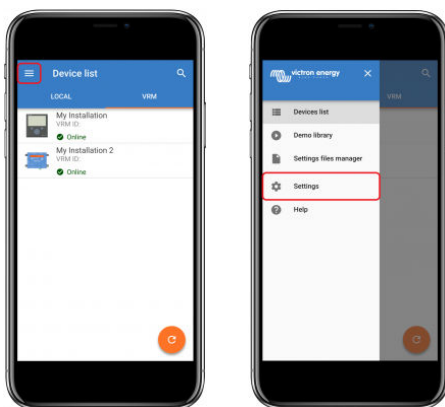 Device list
LOCAL VRM
My Installation
VRM ID:
Online
My Installation 2
VRM ID:
Online
victron energy
VRM
Devices list
Demo library
Settings files manager
Settings
Help